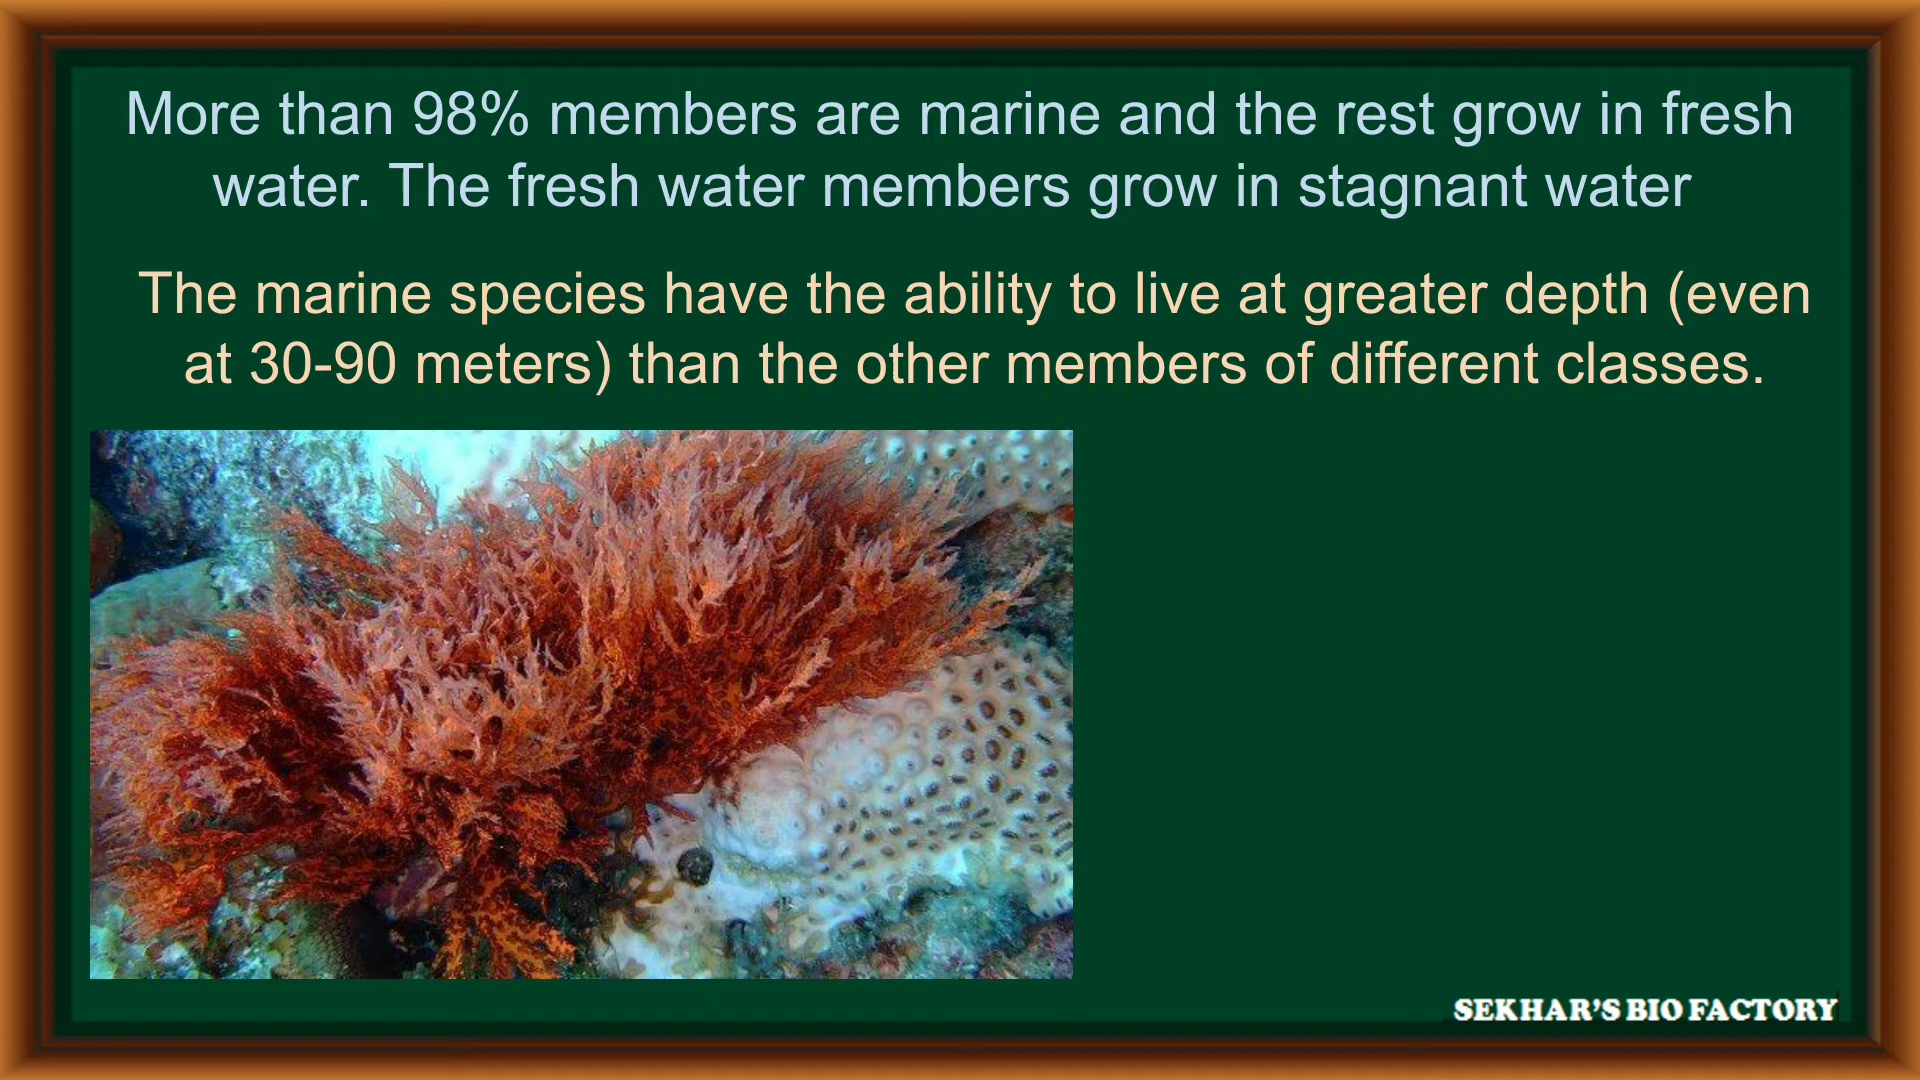 More than 98% members are marine and the rest grow in fresh
water. The fresh water members grow in stagnant water
The marine species have the ability to live at greater depth (even
at 30-90 meters) than the other members of different classes.
SEKHAR'S BIO FACTORY